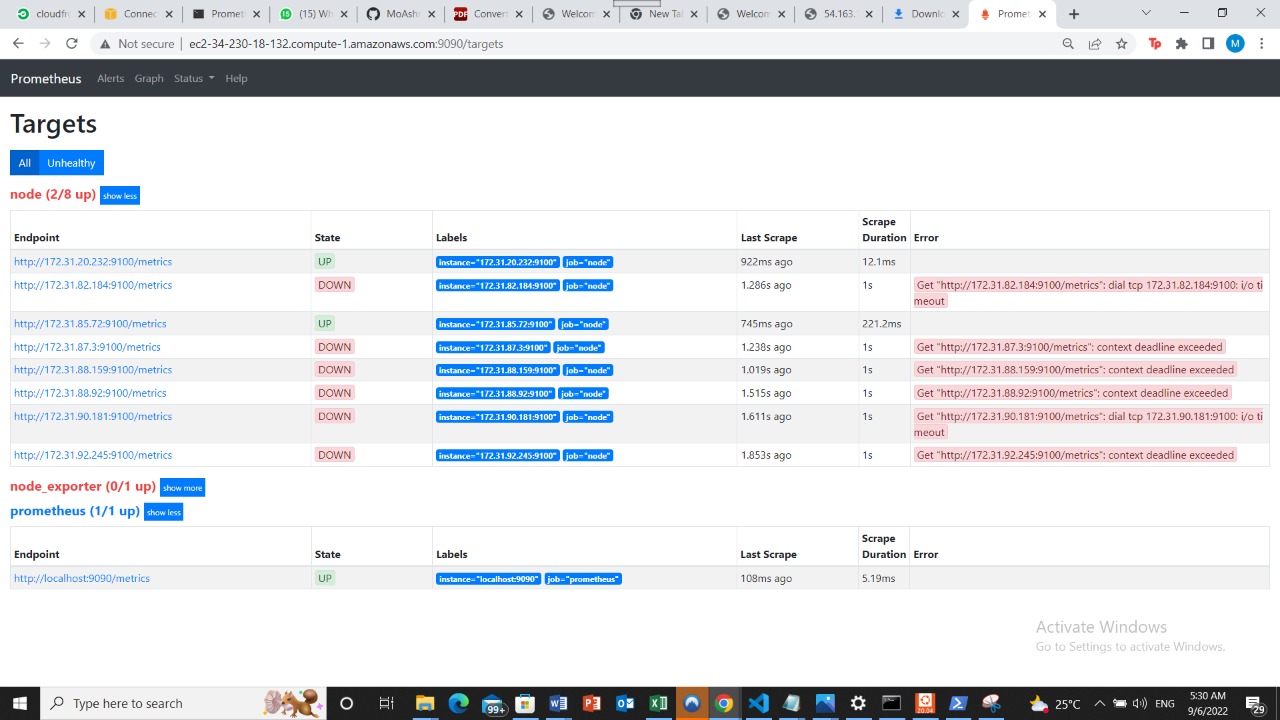 cloudfr
Connec
Promet
(15) Wh
MoAshr
Convert
Welcom
New Tal
Welcom
54.163.
Downlo
Promet
Not secure | ec2-34-230-18-132.compute-1.amazonaws.com:9090/targets
Prometheus Alerts Graph Status Help
Targets
All Unhealthy
node (2/8 up) show less
Endpoint State Labels Last Scrape Scrape Duration Error
http://172.31.20.232:9100/metrics UP instance="172.31.20.232:9100" job="node" 922ms ago 12.1ms
http://172.31.82.184:9100/metrics DOWN instance="172.31.82.184:9100" job="node" 1.286s ago 1s Get "http://172.31.82.184:9100/metrics": dial tcp 172.31.82.184:9100: i/o ti
meout
http://172.31.85.72:9100/metrics UP instance="172.31.85.72:9100" job="node" 745ms ago 221.2ms
http://172.31.87.3:9100/metrics DOWN instance="172.31.87.3:9100" job="node" 1.238s ago 1s Get "http://172.31.87.3:9100/metrics": context deadline exceeded
http://172.31.88.159:9100/metrics DOWN instance="172.31.88.159:9100" job="node" 1.019s ago 1s Get "http://172.31.88.159:9100/metrics": context deadline exceeded
http://172.31.88.92:9100/metrics DOWN instance="172.31.88.92:9100" job="node" 1.515s ago 1s Get "http://172.31.88.92:9100/metrics": context deadline exceeded
http://172.31.90.181:9100/metrics DOWN instance="172.31.90.181:9100" job="node" 1.611s ago 1s Get "http://172.31.90.181:9100/metrics": dial tcp 172.31.90.181:9100: i/o ti
meout
http://172.31.92.245:9100/metrics DOWN instance="172.31.92.245:9100" job="node" 1.853s ago 1s Get "http://172.31.92.245:9100/metrics": context deadline exceeded
node_exporter (0/1 up) show more
prometheus (1/1 up) show less
Endpoint State Labels Last Scrape Scrape Duration Error
http://localhost:9090/metrics UP instance="localhost:9090" job="prometheus" 108ms ago 5.19ms
Activate Windows
Go to Settings to activate Windows.
Type here to search
99+
20.04
25°C ENG
5:30 AM
9/6/2022
29